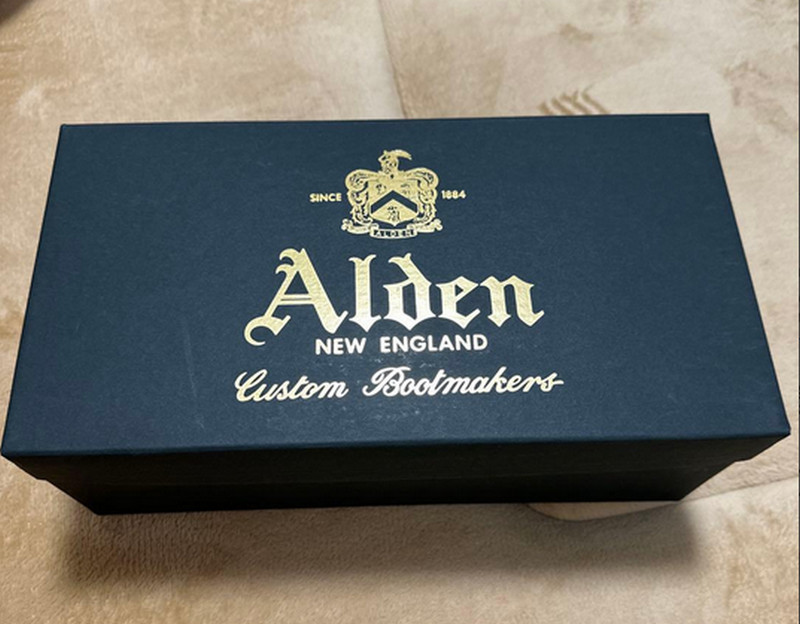 SINCE 1884
ALDEN
Alden
NEW ENGLAND
Custom Bootmakers